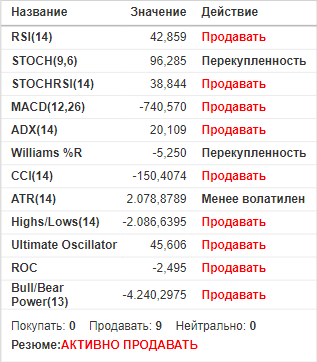 Название Значение Действие
RSI(14) 42,859 Продавать
STOCH(9,6) 96,285 Перекупленность
STOCHRSI(14) 38,844 Продавать
MACD(12,26) -740,570 Продавать
ADX(14) 20,109 Продавать
Williams %R -5,250 Перекупленность
CCI(14) -150,4074 Продавать
ATR(14) 2.078,8789 Менее волатилен
Highs/Lows(14) -2.086,6395 Продавать
Ultimate Oscillator 45,606 Продавать
ROC -2,495 Продавать
Bull/Bear
Power(13) -4.240,2975 Продавать
Покупать: 0 Продавать: 9 Нейтрально: 0
Резюме:АКТИВНО ПРОДАВАТЬ